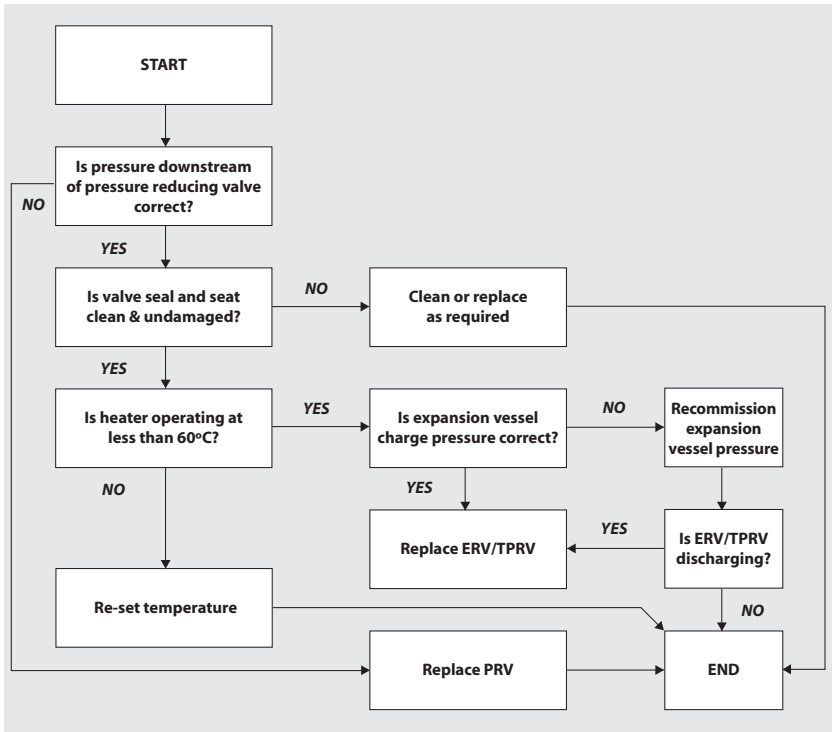 START
Is pressure downstream
of pressure reducing valve
correct?
NO
YES
Is valve seal and seat
clean & undamaged?
NO
Clean or replace
as required
YES
Is heater operating at
less than 60ºC?
YES
Is expansion vessel
charge pressure correct?
NO
Recommission
expansion
vessel pressure
NO
YES
Replace ERV/TPRV
YES
Is ERV/TPRV
discharging?
Re-set temperature
NO
Replace PRV
END